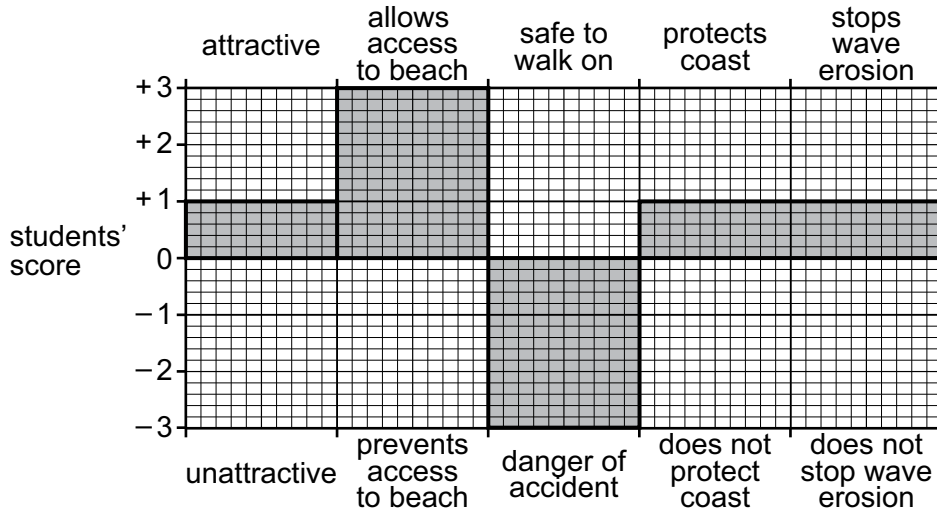 attractive
allows
access
to beach
safe to
walk on
protects
coast
stops
wave
erosion
+3
+2
+1
0
−1
−2
−3
students’
score
unattractive
prevents
access
to beach
danger of
accident
does not
protect
coast
does not
stop wave
erosion